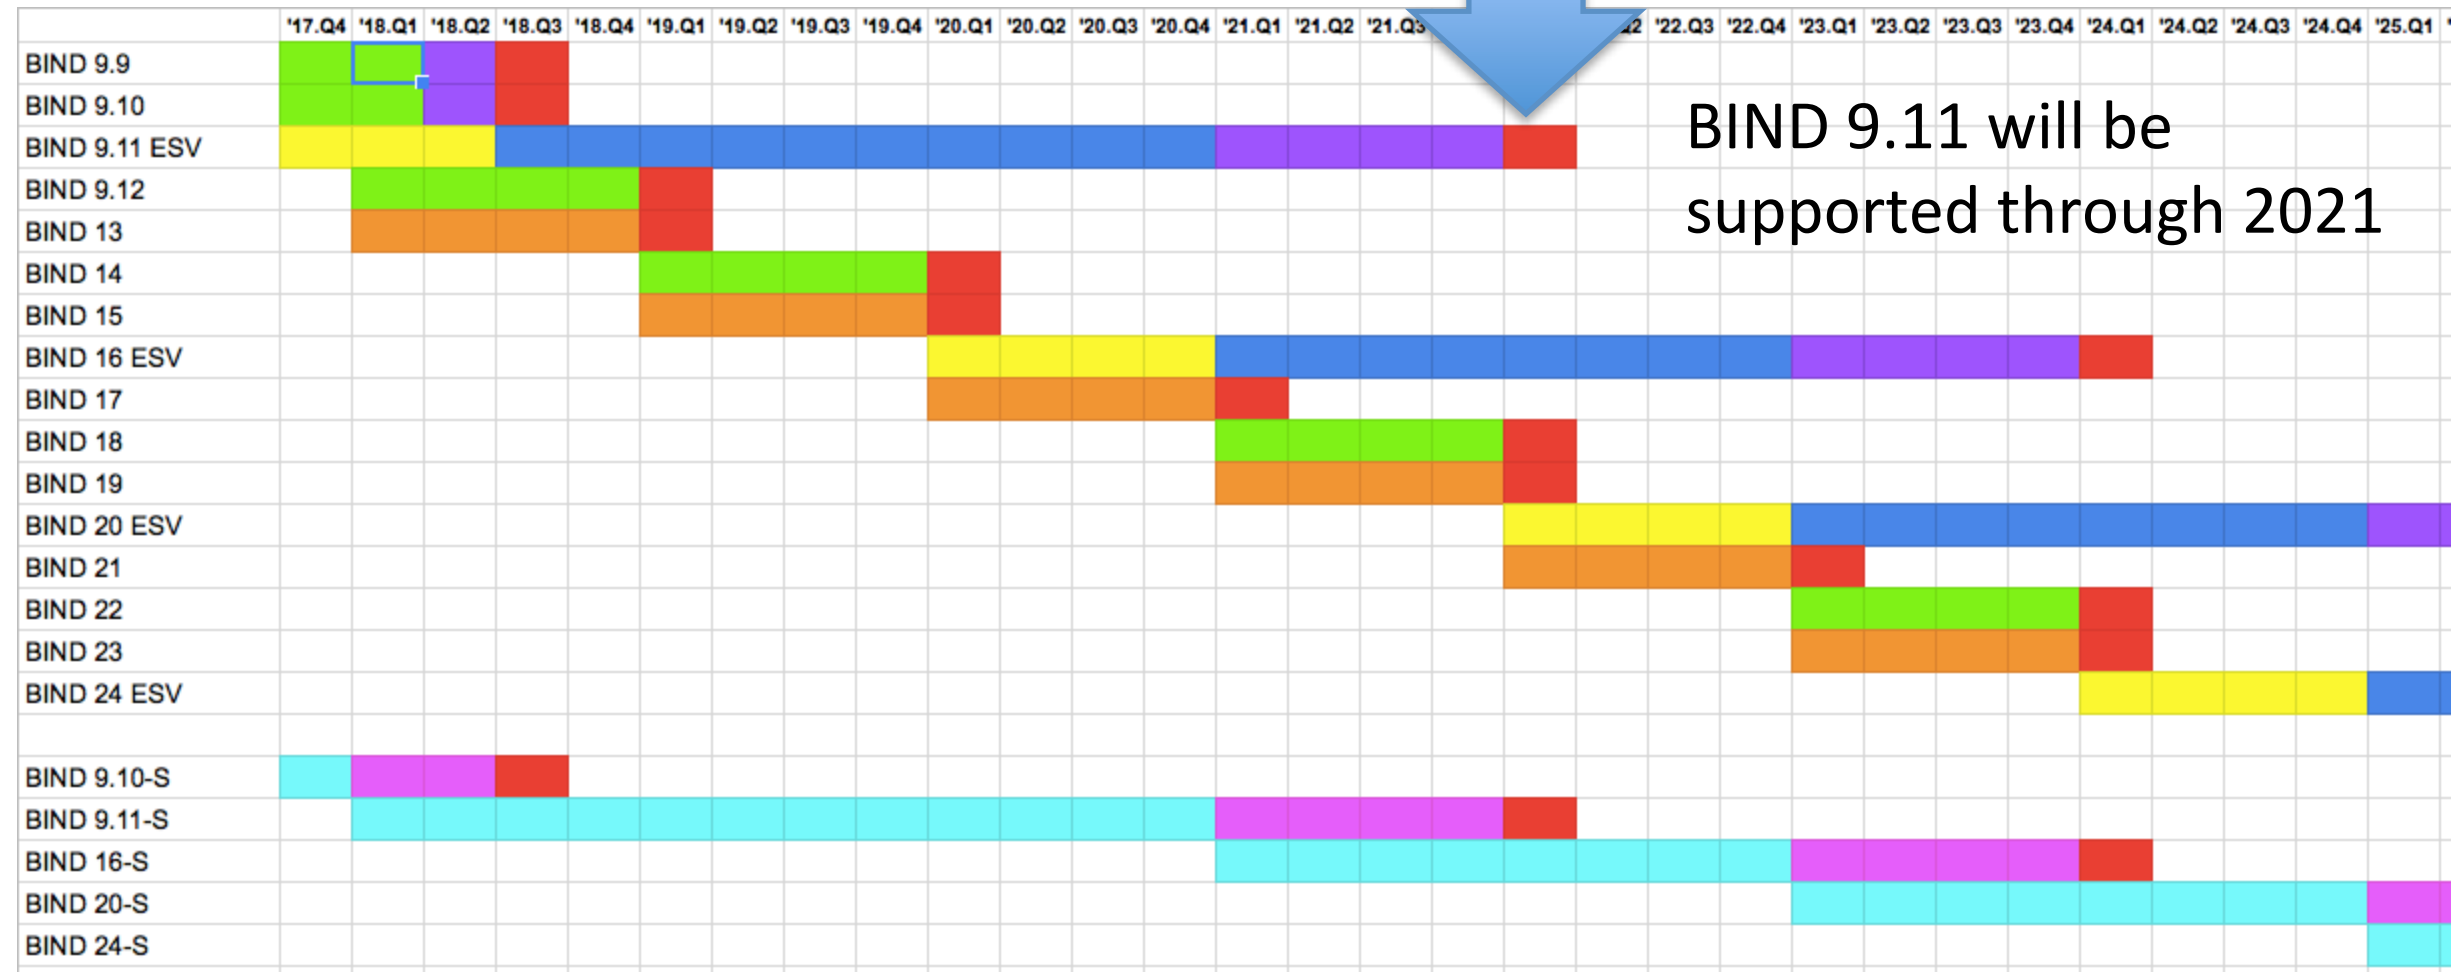 '17.Q4 '18.Q1 '18.Q2 '18.Q3 '18.Q4 '19.Q1 '19.Q2 '19.Q3 '19.Q4 '20.Q1 '20.Q2 '20.Q3 '20.Q4 '21.Q1 '21.Q2 '21.Q3 '22.Q3 '22.Q4 '23.Q1 '23.Q2 '23.Q3 '23.Q4 '24.Q1 '24.Q2 '24.Q3 '24.Q4 '25.Q1
BIND 9.9
BIND 9.10
BIND 9.11 ESV
BIND 9.11 will be
supported through 2021
BIND 9.12
BIND 13
BIND 14
BIND 15
BIND 16 ESV
BIND 17
BIND 18
BIND 19
BIND 20 ESV
BIND 21
BIND 22
BIND 23
BIND 24 ESV
BIND 9.10-S
BIND 9.11-S
BIND 16-S
BIND 20-S
BIND 24-S